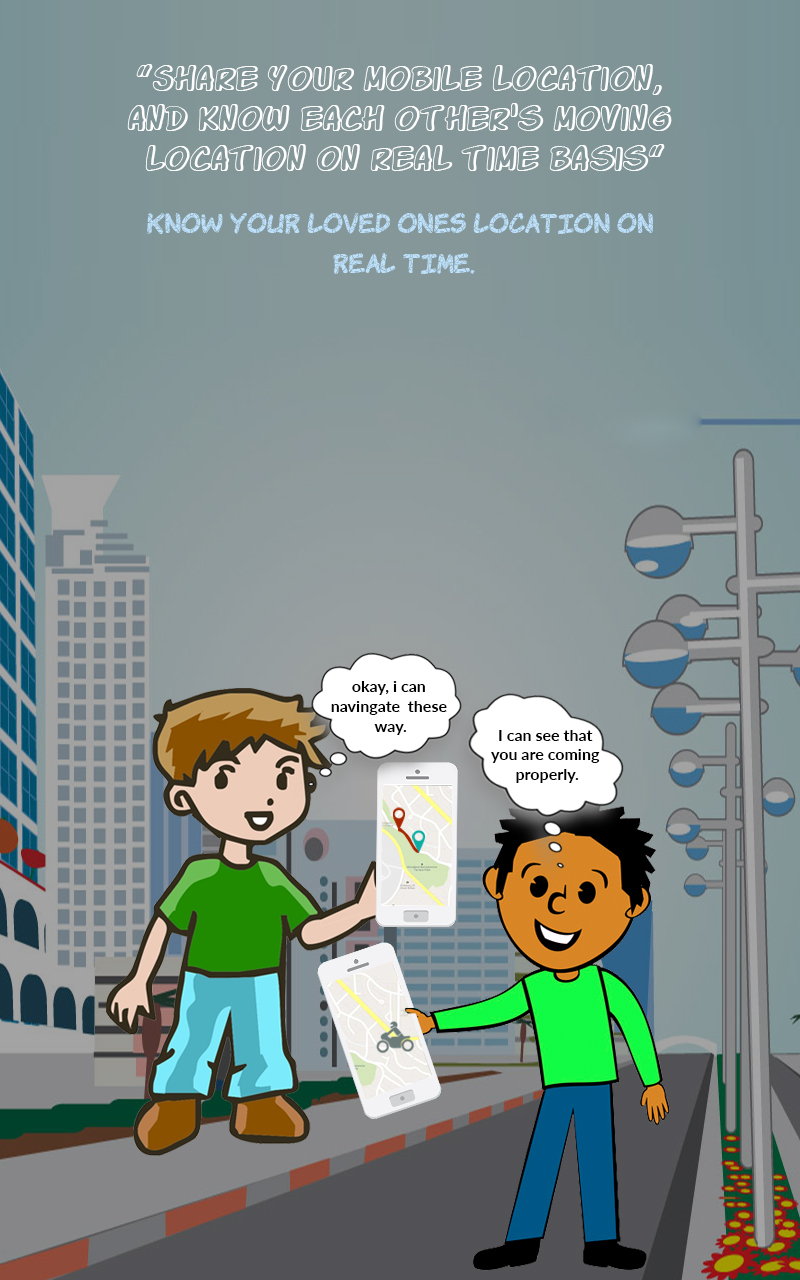 "SHARE YOUR MOBILE LOCATION,
AND KNOW EACH OTHER'S MOVING
LOCATION ON REAL TIME BASIS"
KNOW YOUR LOVED ONES LOCATION ON
REAL TIME.
okay, i can
navingate these
way.
I can see that
you are coming
properly.